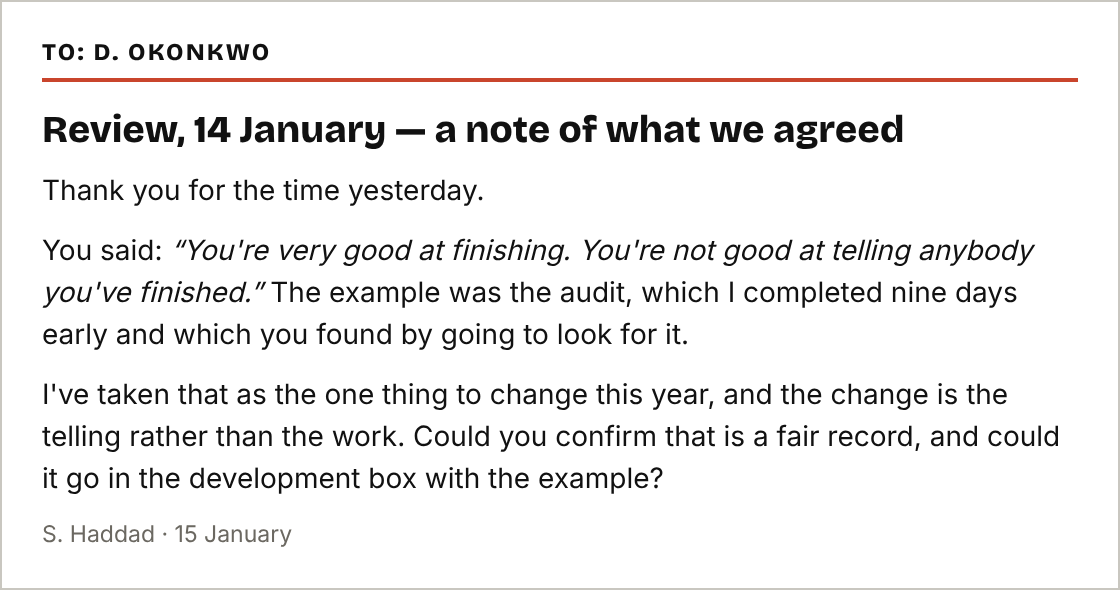 TO: D. OKONKWO
Review, 14 January — a note of what we agreed
Thank you for the time yesterday.
You said: “You're very good at finishing. You're not good at telling anybody
you've finished.” The example was the audit, which I completed nine days
early and which you found by going to look for it.
I've taken that as the one thing to change this year, and the change is the
telling rather than the work. Could you confirm that is a fair record, and could
it go in the development box with the example?
S. Haddad · 15 January